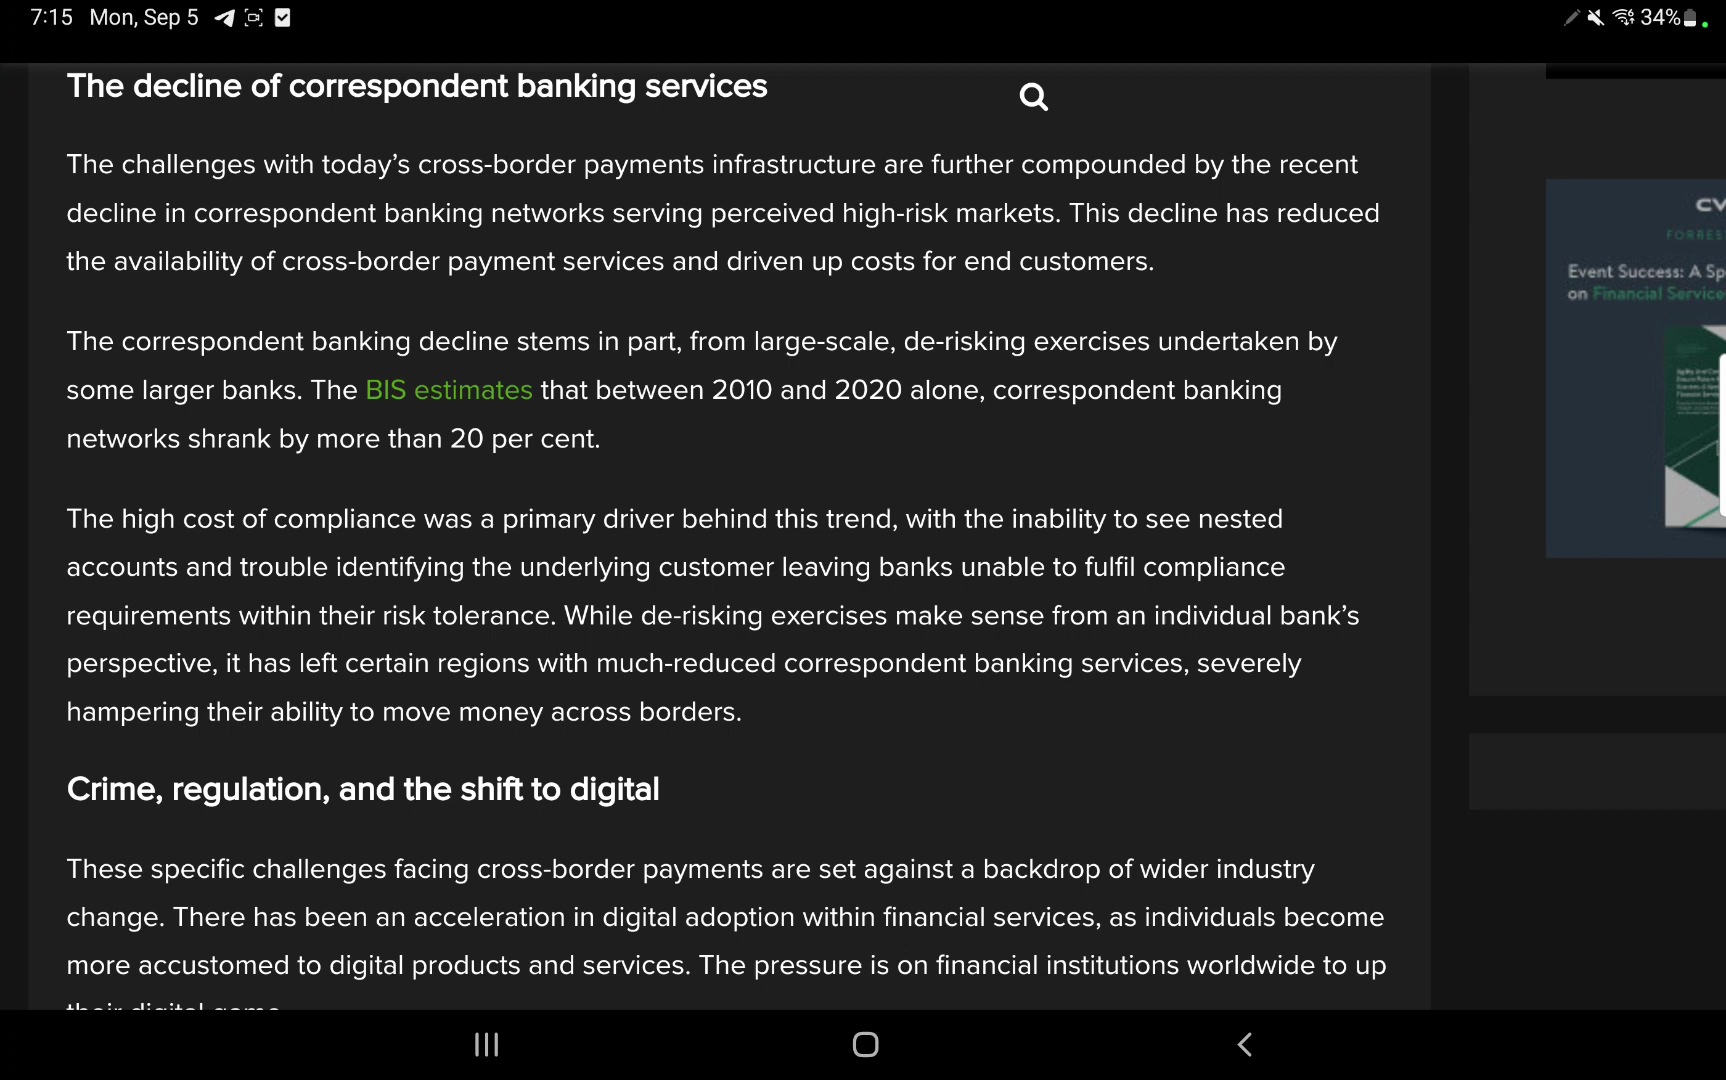 7:15 Mon, Sep 5
34%
The decline of correspondent banking services
The challenges with today’s cross-border payments infrastructure are further compounded by the recent
decline in correspondent banking networks serving perceived high-risk markets. This decline has reduced
the availability of cross-border payment services and driven up costs for end customers.
The correspondent banking decline stems in part, from large-scale, de-risking exercises undertaken by
some larger banks. The BIS estimates that between 2010 and 2020 alone, correspondent banking
networks shrank by more than 20 per cent.
The high cost of compliance was a primary driver behind this trend, with the inability to see nested
accounts and trouble identifying the underlying customer leaving banks unable to fulfil compliance
requirements within their risk tolerance. While de-risking exercises make sense from an individual bank’s
perspective, it has left certain regions with much-reduced correspondent banking services, severely
hampering their ability to move money across borders.
Crime, regulation, and the shift to digital
These specific challenges facing cross-border payments are set against a backdrop of wider industry
change. There has been an acceleration in digital adoption within financial services, as individuals become
more accustomed to digital products and services. The pressure is on financial institutions worldwide to up
their digital game
CV
FORRES
Event Success: A Sp
on Financial Service